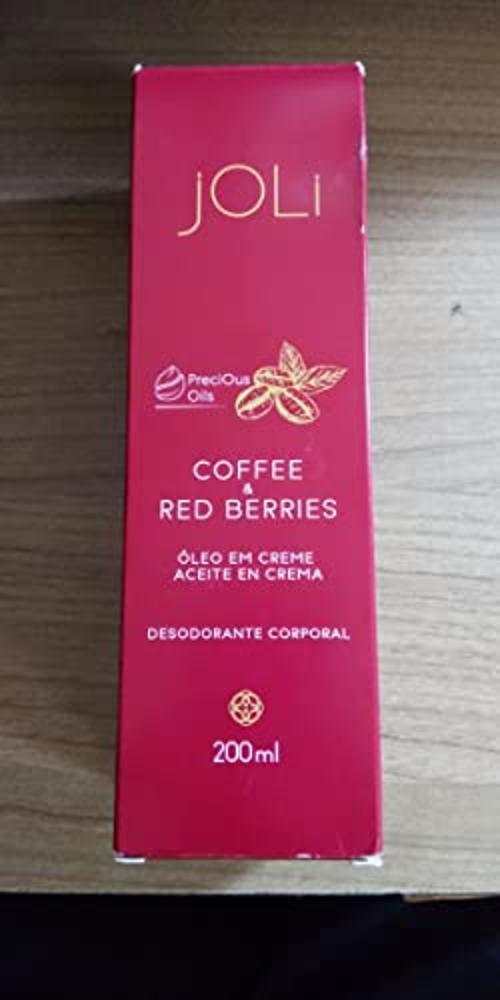 jOLi
PreciOus
Oils
COFFEE
&
RED BERRIES
ÓLEO EM CREME
ACEITE EN CREMA
DESODORANTE CORPORAL
200ml